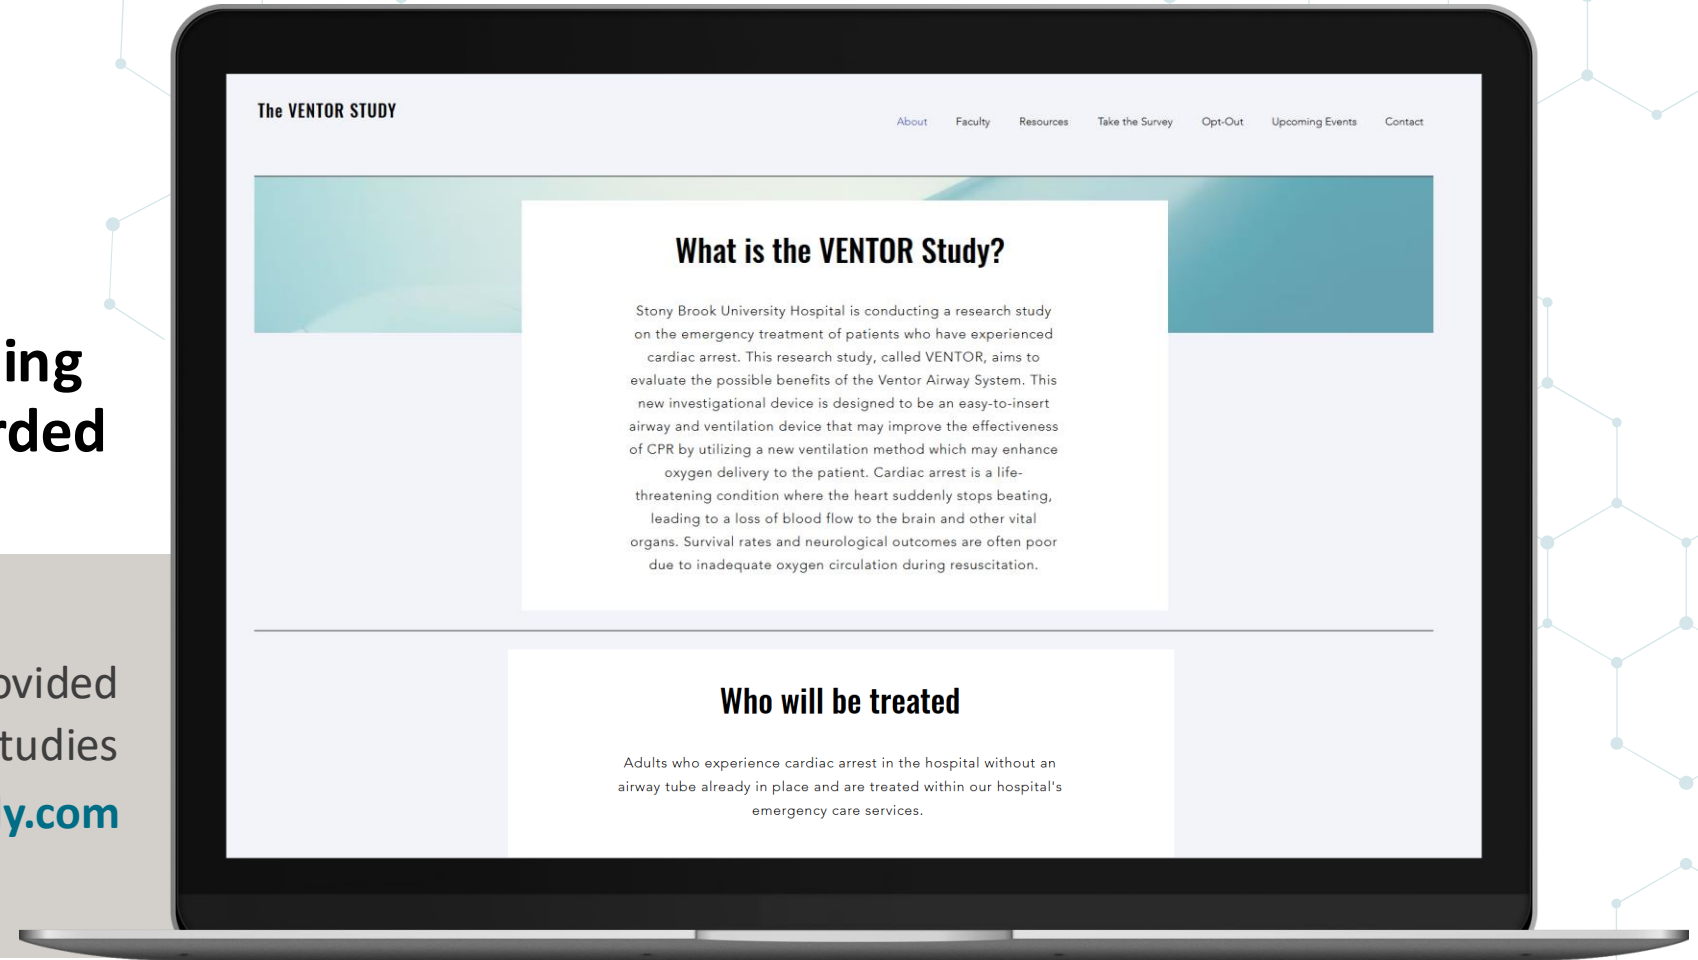 The VENTOR STUDY
About Faculty Resources Take the Survey Opt-Out Upcoming Events Contact
What is the VENTOR Study?
Stony Brook University Hospital is conducting a research study
on the emergency treatment of patients who have experienced
cardiac arrest. This research study, called VENTOR, aims to
evaluate the possible benefits of the Ventor Airway System. This
new investigational device is designed to be an easy-to-insert
airway and ventilation device that may improve the effectiveness
of CPR by utilizing a new ventilation method which may enhance
oxygen delivery to the patient. Cardiac arrest is a life-
threatening condition where the heart suddenly stops beating,
leading to a loss of blood flow to the brain and other vital
organs. Survival rates and neurological outcomes are often poor
due to inadequate oxygen circulation during resuscitation.
Who will be treated
Adults who experience cardiac arrest in the hospital without an
airway tube already in place and are treated within our hospital's
emergency care services.